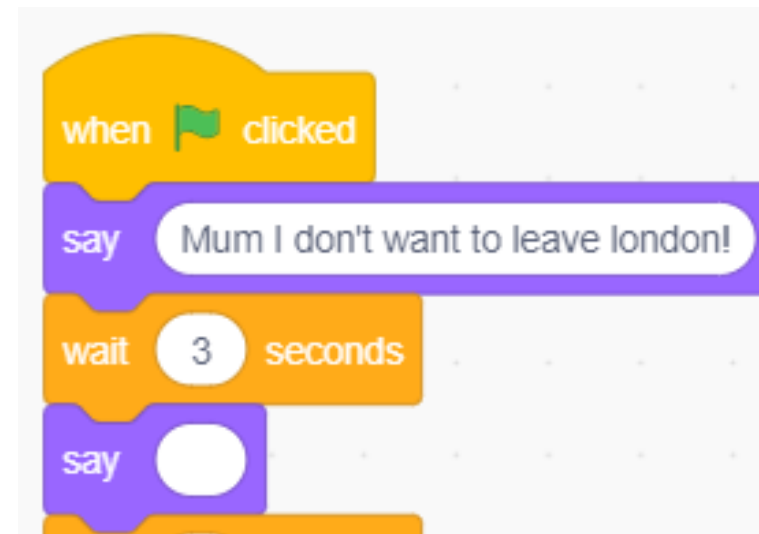 when clicked
say Mum I don't want to leave london!
wait 3 seconds
say